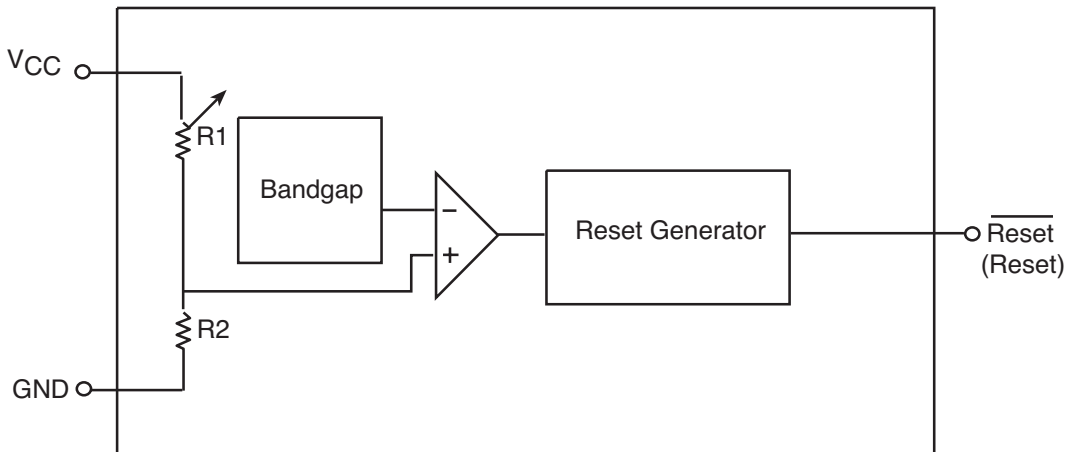 VCC
R1
Bandgap
−
+
Reset Generator
Reset
(Reset)
R2
GND